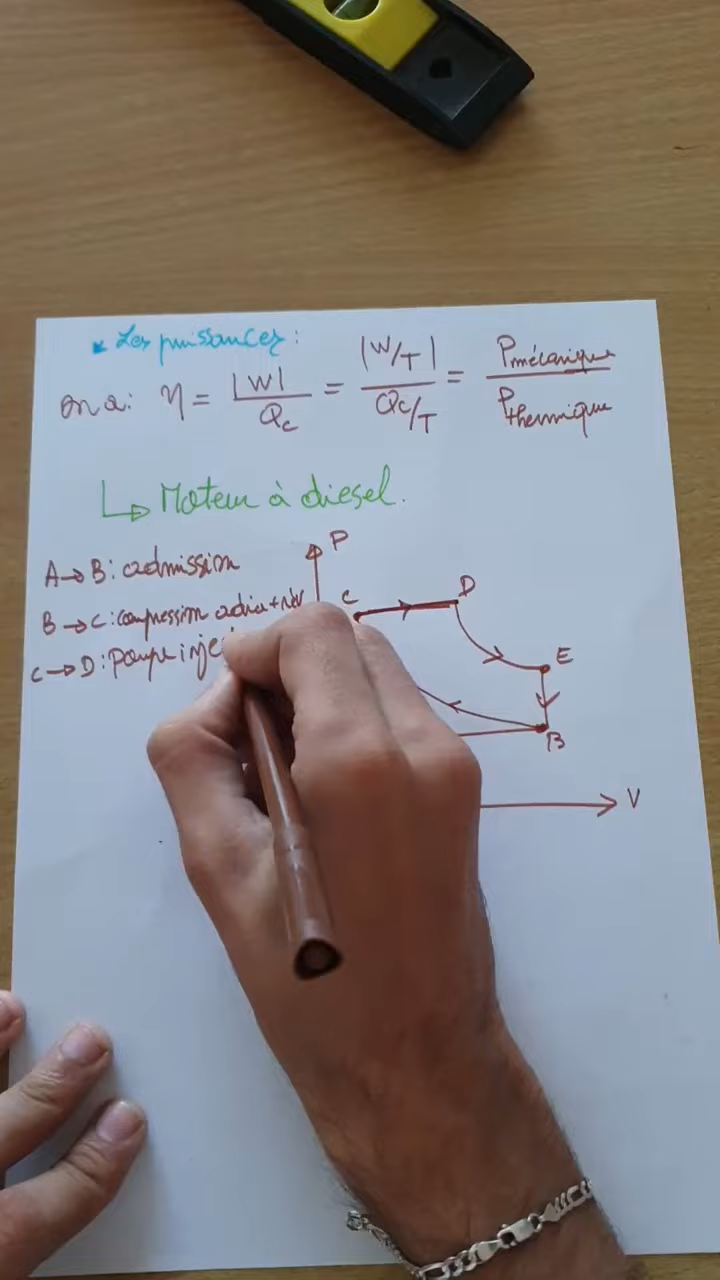 Les puissances :
on a : η = |W| / Qc = |W/T| / Qc/T = Pmécanique / Pthermique
↳ Moteur à diesel.
A → B : admission
B → C : compression adia + rév
C → D : pompe inje
P
C
D
E
B
V